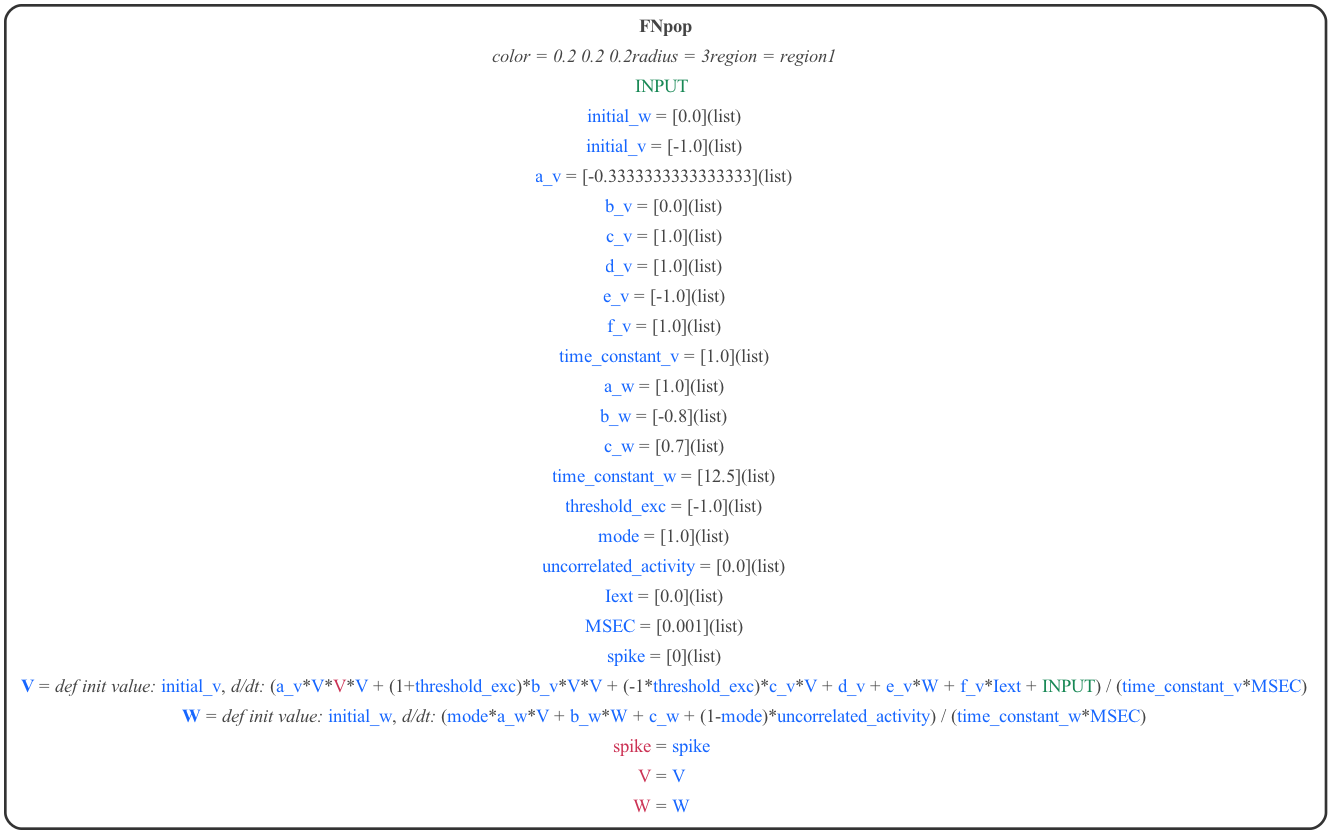 FNpop
color = 0.2 0.2 0.2radius = 3region = region1
INPUT
initial_w = [0.0](list)
initial_v = [-1.0](list)
a_v = [-0.3333333333333333](list)
b_v = [0.0](list)
c_v = [1.0](list)
d_v = [1.0](list)
e_v = [-1.0](list)
f_v = [1.0](list)
time_constant_v = [1.0](list)
a_w = [1.0](list)
b_w = [-0.8](list)
c_w = [0.7](list)
time_constant_w = [12.5](list)
threshold_exc = [-1.0](list)
mode = [1.0](list)
uncorrelated_activity = [0.0](list)
Iext = [0.0](list)
MSEC = [0.001](list)
spike = [0](list)
V = def init value: initial_v, d/dt: (a_v*V*V*V + (1+threshold_exc)*b_v*V*V + (-1*threshold_exc)*c_v*V + d_v + e_v*W + f_v*Iext + INPUT) / (time_constant_v*MSEC)
W = def init value: initial_w, d/dt: (mode*a_w*V + b_w*W + c_w + (1-mode)*uncorrelated_activity) / (time_constant_w*MSEC)
spike = spike
V = V
W = W